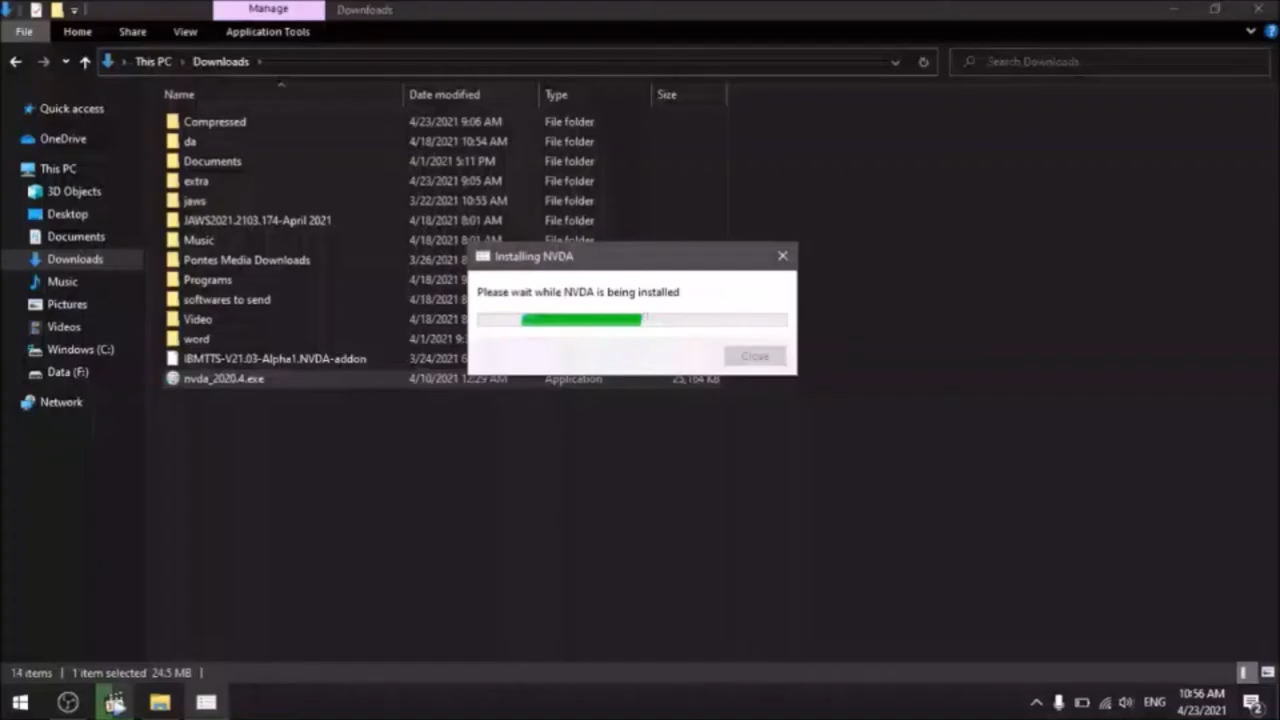 Manage
Downloads
File Home Share View Application Tools
This PC Downloads
Search Downloads
Name Date modified Type Size
Quick access
OneDrive
This PC
3D Objects
Desktop
Documents
Downloads
Music
Pictures
Videos
Windows (C:)
Data (F:)
Network
Compressed 4/23/2021 9:06 AM File folder
da 4/18/2021 10:54 AM File folder
Documents 4/1/2021 5:11 PM File folder
extra 4/23/2021 9:05 AM File folder
jaws 3/22/2021 10:55 AM File folder
JAWS2021.2103.174-April 2021 4/18/2021 8:01 AM File folder
Music 4/18/2021 8:01 AM File folder
Pontes Media Downloads 3/26/2021 8
Programs 4/18/2021 9
softwares to send 4/18/2021 8
Video 4/18/2021 8
word 4/1/2021 9:
IBMTTS-V21.03-Alpha1.NVDA-addon 3/24/2021 6
nvda_2020.4.exe 4/10/2021 12:29 AM Application 25,164 KB
Installing NVDA
Please wait while NVDA is being installed
Close
14 items 1 item selected 24.5 MB
ENG
10:56 AM
4/23/2021
2